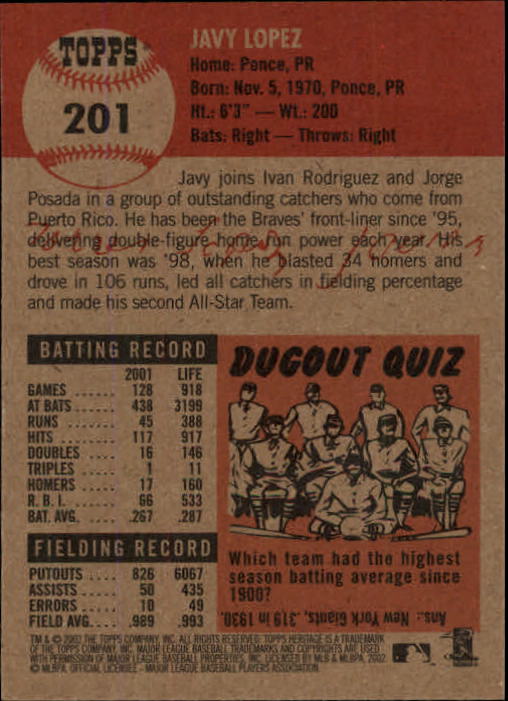 TOPPS
201
JAVY LOPEZ
Home: Ponce, PR
Born: Nov. 5, 1970, Ponce, PR
Ht.: 6'3" — Wt.: 200
Bats: Right — Throws: Right
Javy joins Ivan Rodriguez and Jorge
Posada in a group of outstanding catchers who come from
Puerto Rico. He has been the Braves' front-liner since '95,
delivering double-figure home run power each year. His
best season was '98, when he blasted 34 homers and
drove in 106 runs, led all catchers in fielding percentage
and made his second All-Star Team.
BATTING RECORD
2001 LIFE
GAMES ...... 128 918
AT BATS ..... 438 3199
RUNS ....... 45 388
HITS ........ 117 917
DOUBLES .... 16 146
TRIPLES ..... 1 11
HOMERS ..... 17 160
R. B. I. ...... 66 533
BAT. AVG. .... .267 .287
FIELDING RECORD
PUTOUTS .... 826 6067
ASSISTS ..... 50 435
ERRORS ..... 10 49
FIELD AVG. ... .989 .993
DUGOUT QUIZ
Which team had the highest
season batting average since
1900?
Ans.: New York Giants, .319 in 1930.
TM & © 2002 THE TOPPS COMPANY, INC. ALL RIGHTS RESERVED. TOPPS HERITAGE IS A TRADEMARK
OF THE TOPPS COMPANY, INC. MAJOR LEAGUE BASEBALL TRADEMARKS AND COPYRIGHTS ARE USED
WITH PERMISSION OF MAJOR LEAGUE BASEBALL PROPERTIES, INC. LICENSED BY MLB & MLBPA, 2002
© MLBPA. OFFICIAL LICENSEE - MAJOR LEAGUE BASEBALL PLAYERS ASSOCIATION.